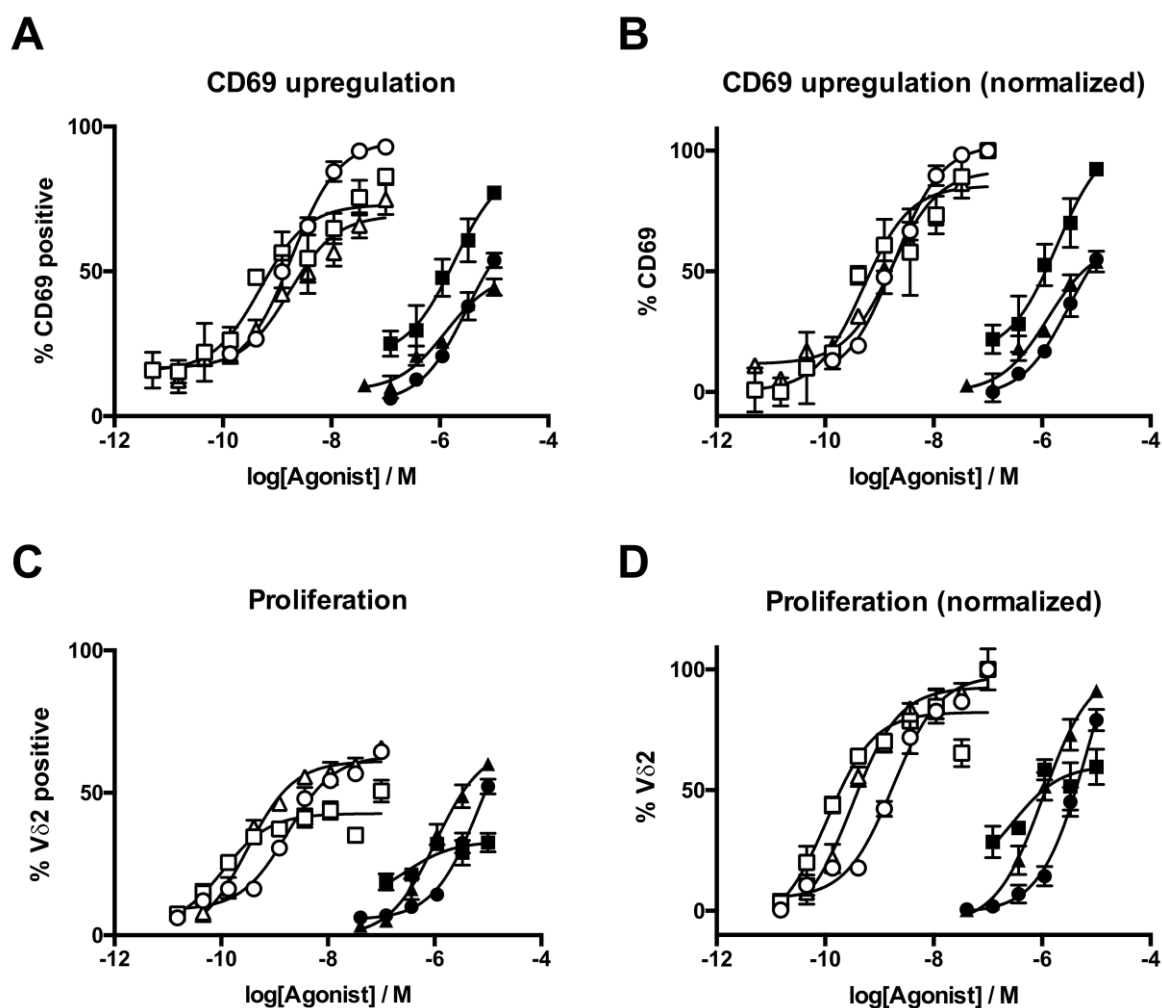 A
CD69 upregulation
% CD69 positive
100
50
0
-12 -10 -8 -6 -4
log[Agonist] / M
B
CD69 upregulation (normalized)
% CD69
100
50
0
-12 -10 -8 -6 -4
log[Agonist] / M
C
Proliferation
% Vδ2 positive
100
50
0
-12 -10 -8 -6 -4
log[Agonist] / M
D
Proliferation (normalized)
% Vδ2
100
50
0
-12 -10 -8 -6 -4
log[Agonist] / M